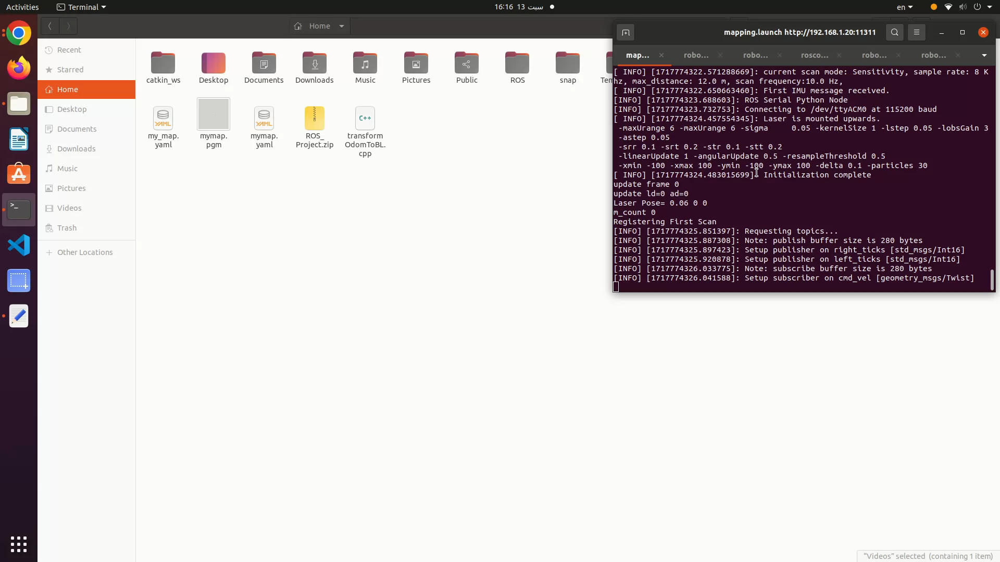 Activities
Terminal
16:16 13 سبت
en
Home
Recent
Starred
Home
Desktop
Documents
Downloads
Music
Pictures
Videos
Trash
Other Locations
catkin_ws
Desktop
Documents
Downloads
Music
Pictures
Public
ROS
snap
my_map.
yaml
mymap.
pgm
mymap.
yaml
ROS_
Project.zip
transform
OdomToBL.
cpp
YAML
YAML
C++
mapping.launch http://192.168.1.20:11311
map...
robo...
robo...
rosco...
robo...
robo...
[ INFO] [1717774322.571288669]: current scan mode: Sensitivity, sample rate: 8 K
hz, max_distance: 12.0 m, scan frequency:10.0 Hz,
[ INFO] [1717774322.650663460]: First IMU message received.
[INFO] [1717774323.688603]: ROS Serial Python Node
[INFO] [1717774323.732753]: Connecting to /dev/ttyACM0 at 115200 baud
[ INFO] [1717774324.457554345]: Laser is mounted upwards.
-maxUrange 6 -maxUrange 6 -sigma 0.05 -kernelSize 1 -lstep 0.05 -lobsGain 3
-astep 0.05
-srr 0.1 -srt 0.2 -str 0.1 -stt 0.2
-linearUpdate 1 -angularUpdate 0.5 -resampleThreshold 0.5
-xmin -100 -xmax 100 -ymin -100 -ymax 100 -delta 0.1 -particles 30
[ INFO] [1717774324.483015699]: Initialization complete
update frame 0
update ld=0 ad=0
Laser Pose= 0.06 0 0
m_count 0
Registering First Scan
[INFO] [1717774325.851397]: Requesting topics...
[INFO] [1717774325.887308]: Note: publish buffer size is 280 bytes
[INFO] [1717774325.897423]: Setup publisher on right_ticks [std_msgs/Int16]
[INFO] [1717774325.920878]: Setup publisher on left_ticks [std_msgs/Int16]
[INFO] [1717774326.033775]: Note: subscribe buffer size is 280 bytes
[INFO] [1717774326.041588]: Setup subscriber on cmd_vel [geometry_msgs/Twist]
“Videos” selected (containing 1 item)